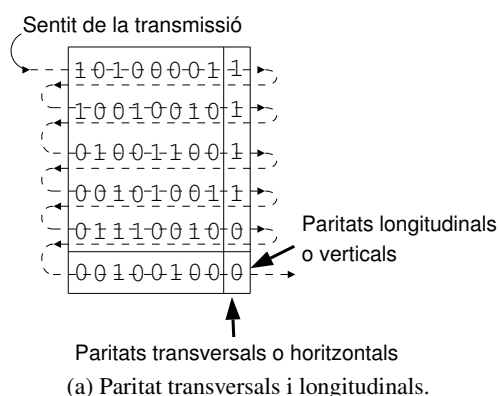 Sentit de la transmissió
10100001 1
10010010 1
01001100 1
00101001 1
01110010 0
00100100 0
Paritats longitudinals
o verticals
Paritats transversals o horitzontals
(a) Paritat transversals i longitudinals.